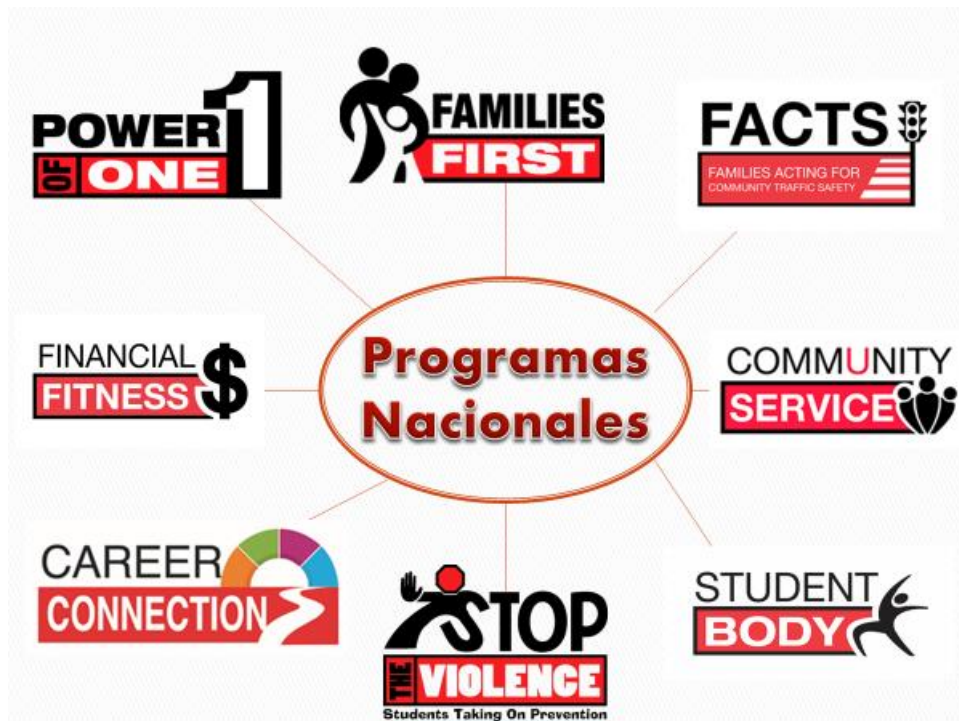 POWER 1
OF ONE
FAMILIES
FIRST
FACTS
FAMILIES ACTING FOR
COMMUNITY TRAFFIC SAFETY
FINANCIAL $
FITNESS
Programas
Nacionales
COMMUNITY
SERVICE
CAREER
CONNECTION
STOP
THE VIOLENCE
Students Taking On Prevention
STUDENT
BODY